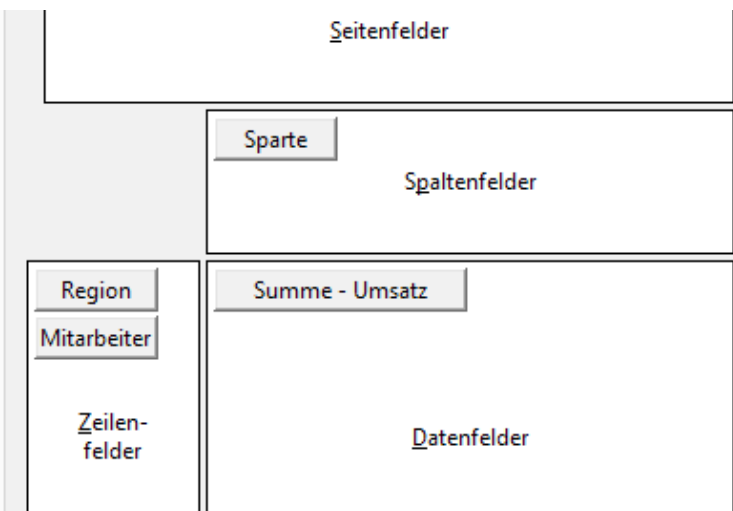 Seitenfelder
Sparte
Spaltenfelder
Region
Summe - Umsatz
Mitarbeiter
Zeilen-
felder
Datenfelder